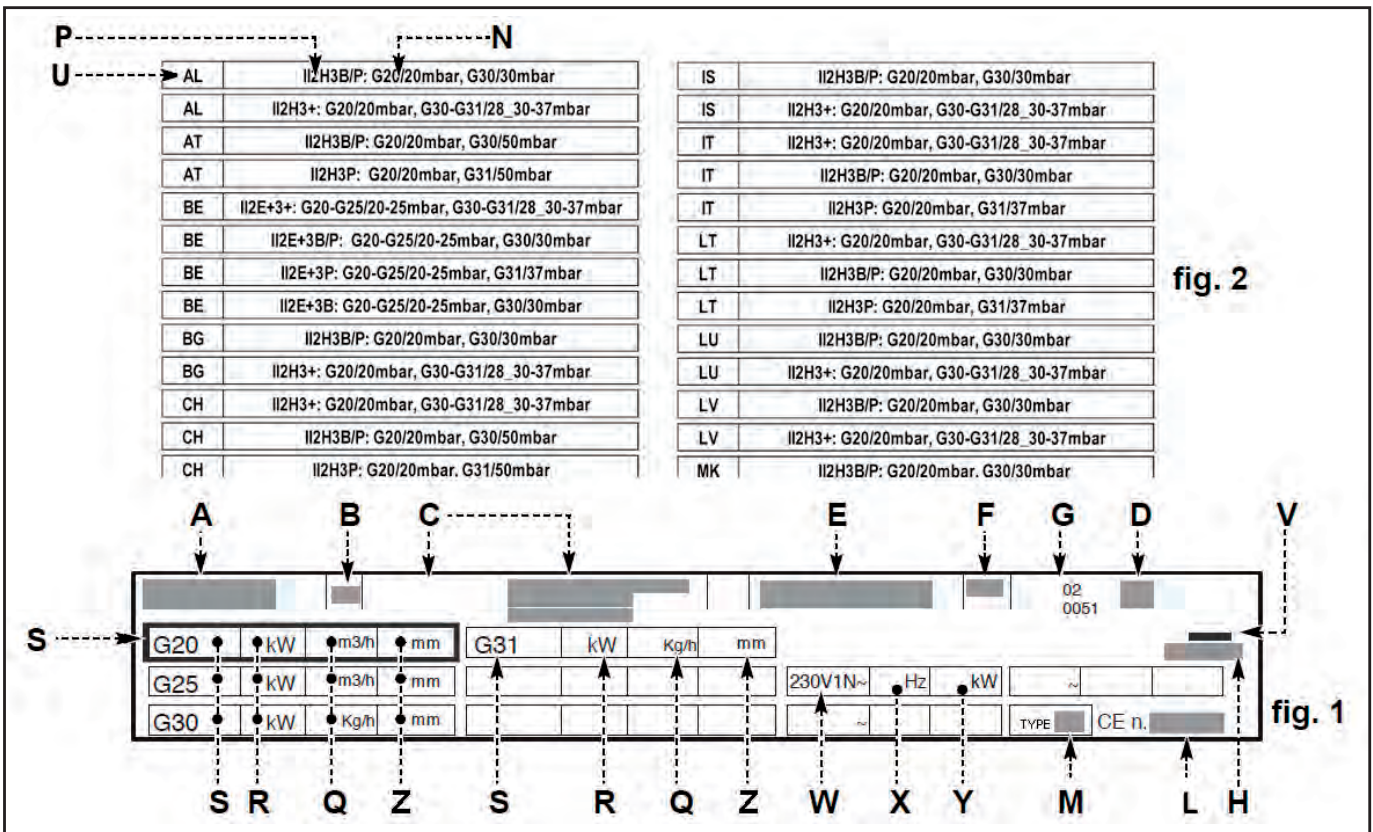 P N
U
AL II2H3B/P: G20/20mbar, G30/30mbar
AL II2H3+: G20/20mbar, G30-G31/28_30-37mbar
AT II2H3B/P: G20/20mbar, G30/50mbar
AT II2H3P: G20/20mbar, G31/50mbar
BE II2E+3+: G20-G25/20-25mbar, G30-G31/28_30-37mbar
BE II2E+3B/P: G20-G25/20-25mbar, G30/30mbar
BE II2E+3P: G20-G25/20-25mbar, G31/37mbar
BE II2E+3B: G20-G25/20-25mbar, G30/30mbar
BG II2H3B/P: G20/20mbar, G30/30mbar
BG II2H3+: G20/20mbar, G30-G31/28_30-37mbar
CH II2H3+: G20/20mbar, G30-G31/28_30-37mbar
CH II2H3B/P: G20/20mbar, G30/50mbar
CH II2H3P: G20/20mbar. G31/50mbar
IS II2H3B/P: G20/20mbar, G30/30mbar
IS II2H3+: G20/20mbar, G30-G31/28_30-37mbar
IT II2H3+: G20/20mbar, G30-G31/28_30-37mbar
IT II2H3B/P: G20/20mbar, G30/30mbar
IT II2H3P: G20/20mbar, G31/37mbar
LT II2H3+: G20/20mbar, G30-G31/28_30-37mbar
LT II2H3B/P: G20/20mbar, G30/30mbar
LT II2H3P: G20/20mbar, G31/37mbar
LU II2H3B/P: G20/20mbar, G30/30mbar
LU II2H3+: G20/20mbar, G30-G31/28_30-37mbar
LV II2H3B/P: G20/20mbar, G30/30mbar
LV II2H3+: G20/20mbar, G30-G31/28_30-37mbar
MK II2H3B/P: G20/20mbar. G30/30mbar
fig. 2
A B C E F G D V
02
0051
S G20 kW m3/h mm G31 kW Kg/h mm
G25 kW m3/h mm 230V1N~ Hz kW ~
G30 kW Kg/h mm ~ TYPE CE n.
fig. 1
S R Q Z S R Q Z W X Y M L H